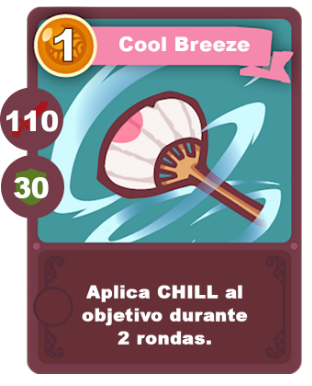 1
Cool Breeze
110
30
Aplica CHILL al
objetivo durante
2 rondas.